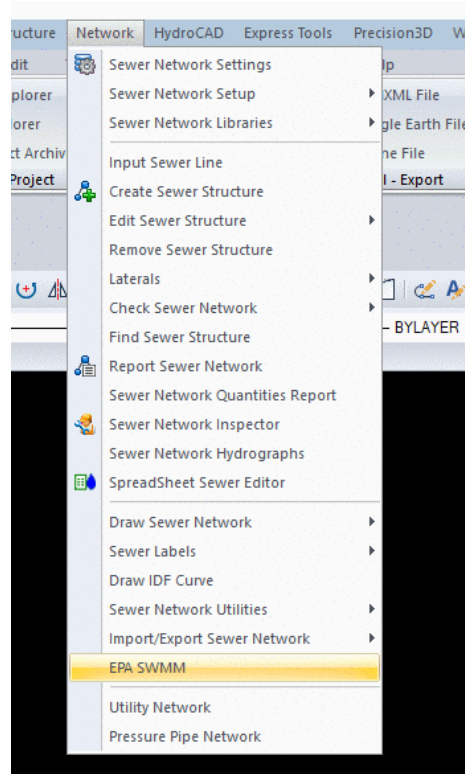 ructure Network HydroCAD Express Tools Precision3D W
dit Sewer Network Settings lp
plorer Sewer Network Setup XML File
orer Sewer Network Libraries gle Earth File
ct Archiv Input Sewer Line ne File
Project Create Sewer Structure l - Export
Edit Sewer Structure
Remove Sewer Structure
Laterals
Check Sewer Network
Find Sewer Structure BYLAYER
Report Sewer Network
Sewer Network Quantities Report
Sewer Network Inspector
Sewer Network Hydrographs
SpreadSheet Sewer Editor
Draw Sewer Network
Sewer Labels
Draw IDF Curve
Sewer Network Utilities
Import/Export Sewer Network
EPA SWMM
Utility Network
Pressure Pipe Network